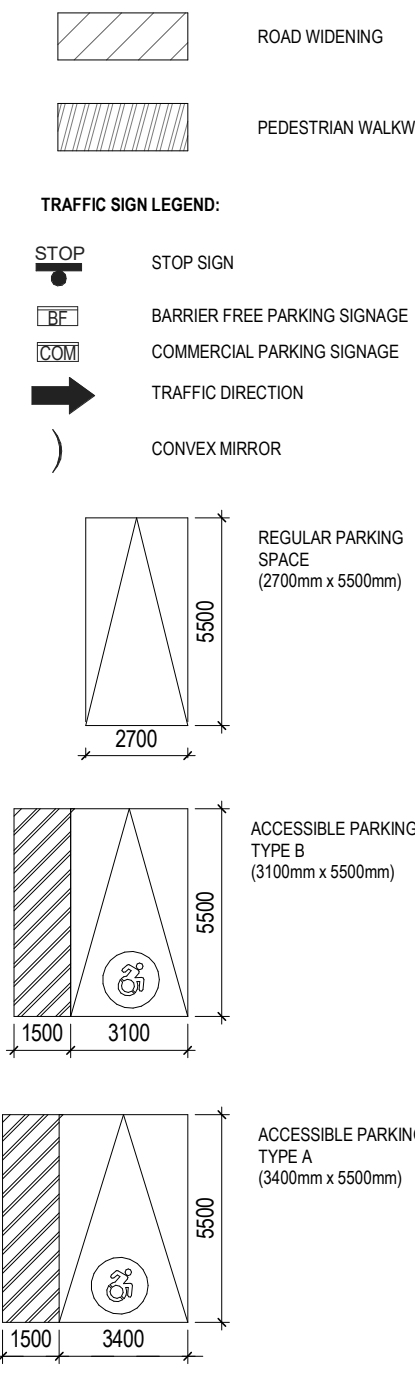 ROAD WIDENING
PEDESTRIAN WALKW
TRAFFIC SIGN LEGEND:
STOP
STOP SIGN
BF
BARRIER FREE PARKING SIGNAGE
COM
COMMERCIAL PARKING SIGNAGE
TRAFFIC DIRECTION
CONVEX MIRROR
REGULAR PARKING
SPACE
(2700mm x 5500mm)
5500
2700
ACCESSIBLE PARKING
TYPE B
(3100mm x 5500mm)
5500
1500
3100
ACCESSIBLE PARKING
TYPE A
(3400mm x 5500mm)
5500
1500
3400